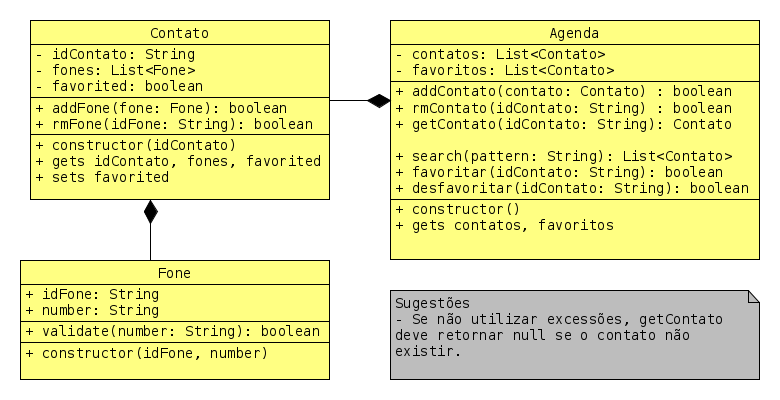 Contato
- idContato: String
- fones: List<Fone>
- favorited: boolean
+ addFone(fone: Fone): boolean
+ rmFone(idFone: String): boolean
+ constructor(idContato)
+ gets idContato, fones, favorited
+ sets favorited
Agenda
- contatos: List<Contato>
- favoritos: List<Contato>
+ addContato(contato: Contato) : boolean
+ rmContato(idContato: String) : boolean
+ getContato(idContato: String): Contato
+ search(pattern: String): List<Contato>
+ favoritar(idContato: String): boolean
+ desfavoritar(idContato: String): boolean
+ constructor()
+ gets contatos, favoritos
Fone
+ idFone: String
+ number: String
+ validate(number: String): boolean
+ constructor(idFone, number)
Sugestões
- Se não utilizar excessões, getContato
deve retornar null se o contato não
existir.